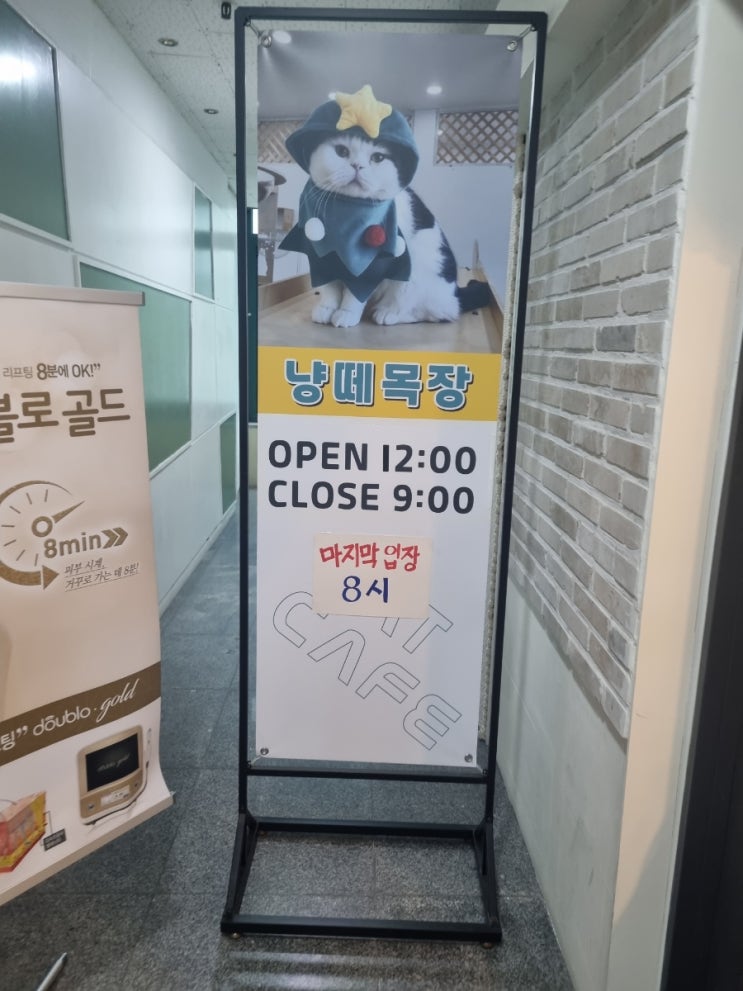 냥떼목장
OPEN 12:00
CLOSE 9:00
마지막 입장
8시
CAT
CAFE
리프팅 8분에 OK!”
블로골드
8min
피부 시계,
거꾸로 가는 데 8분!
팅” doublo·gold